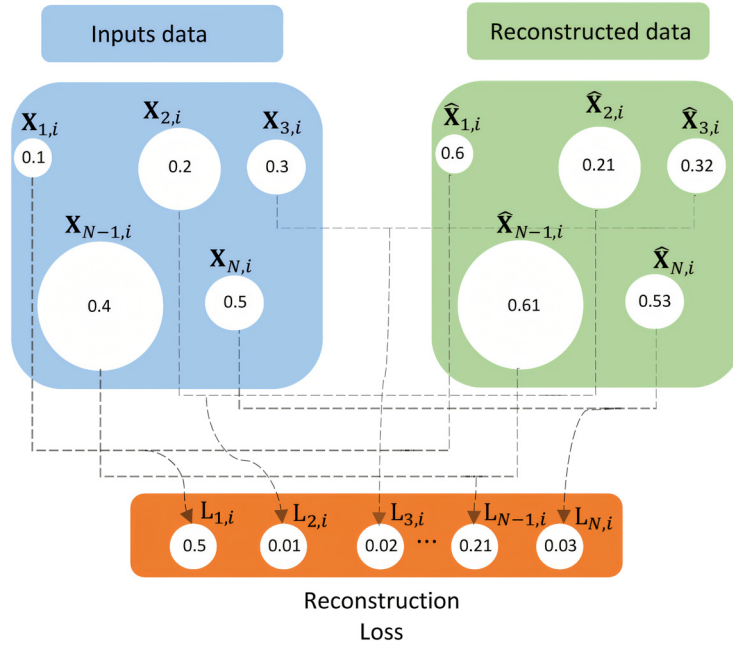 Inputs data
Reconstructed data
X1,i
X2,i
X3,i
0.1
0.2
0.3
XN−1,i
XN,i
0.4
0.5
X̂1,i
X̂2,i
X̂3,i
0.6
0.21
0.32
X̂N−1,i
X̂N,i
0.61
0.53
L1,i
L2,i
L3,i
LN−1,i
LN,i
0.5
0.01
0.02
...
0.21
0.03
Reconstruction
Loss